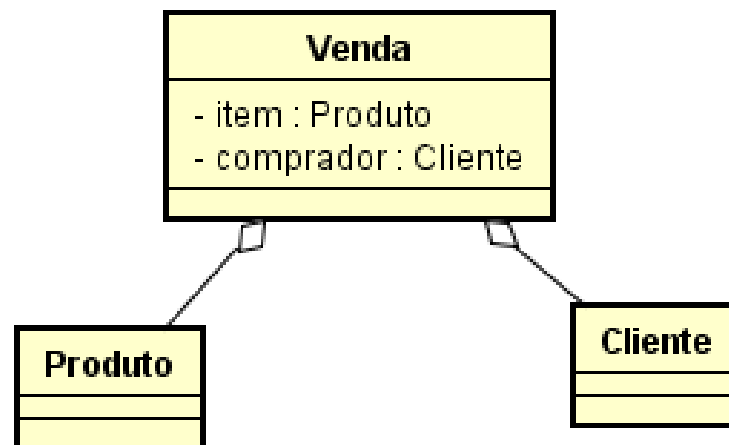 Venda
- item : Produto
- comprador : Cliente
Produto
Cliente